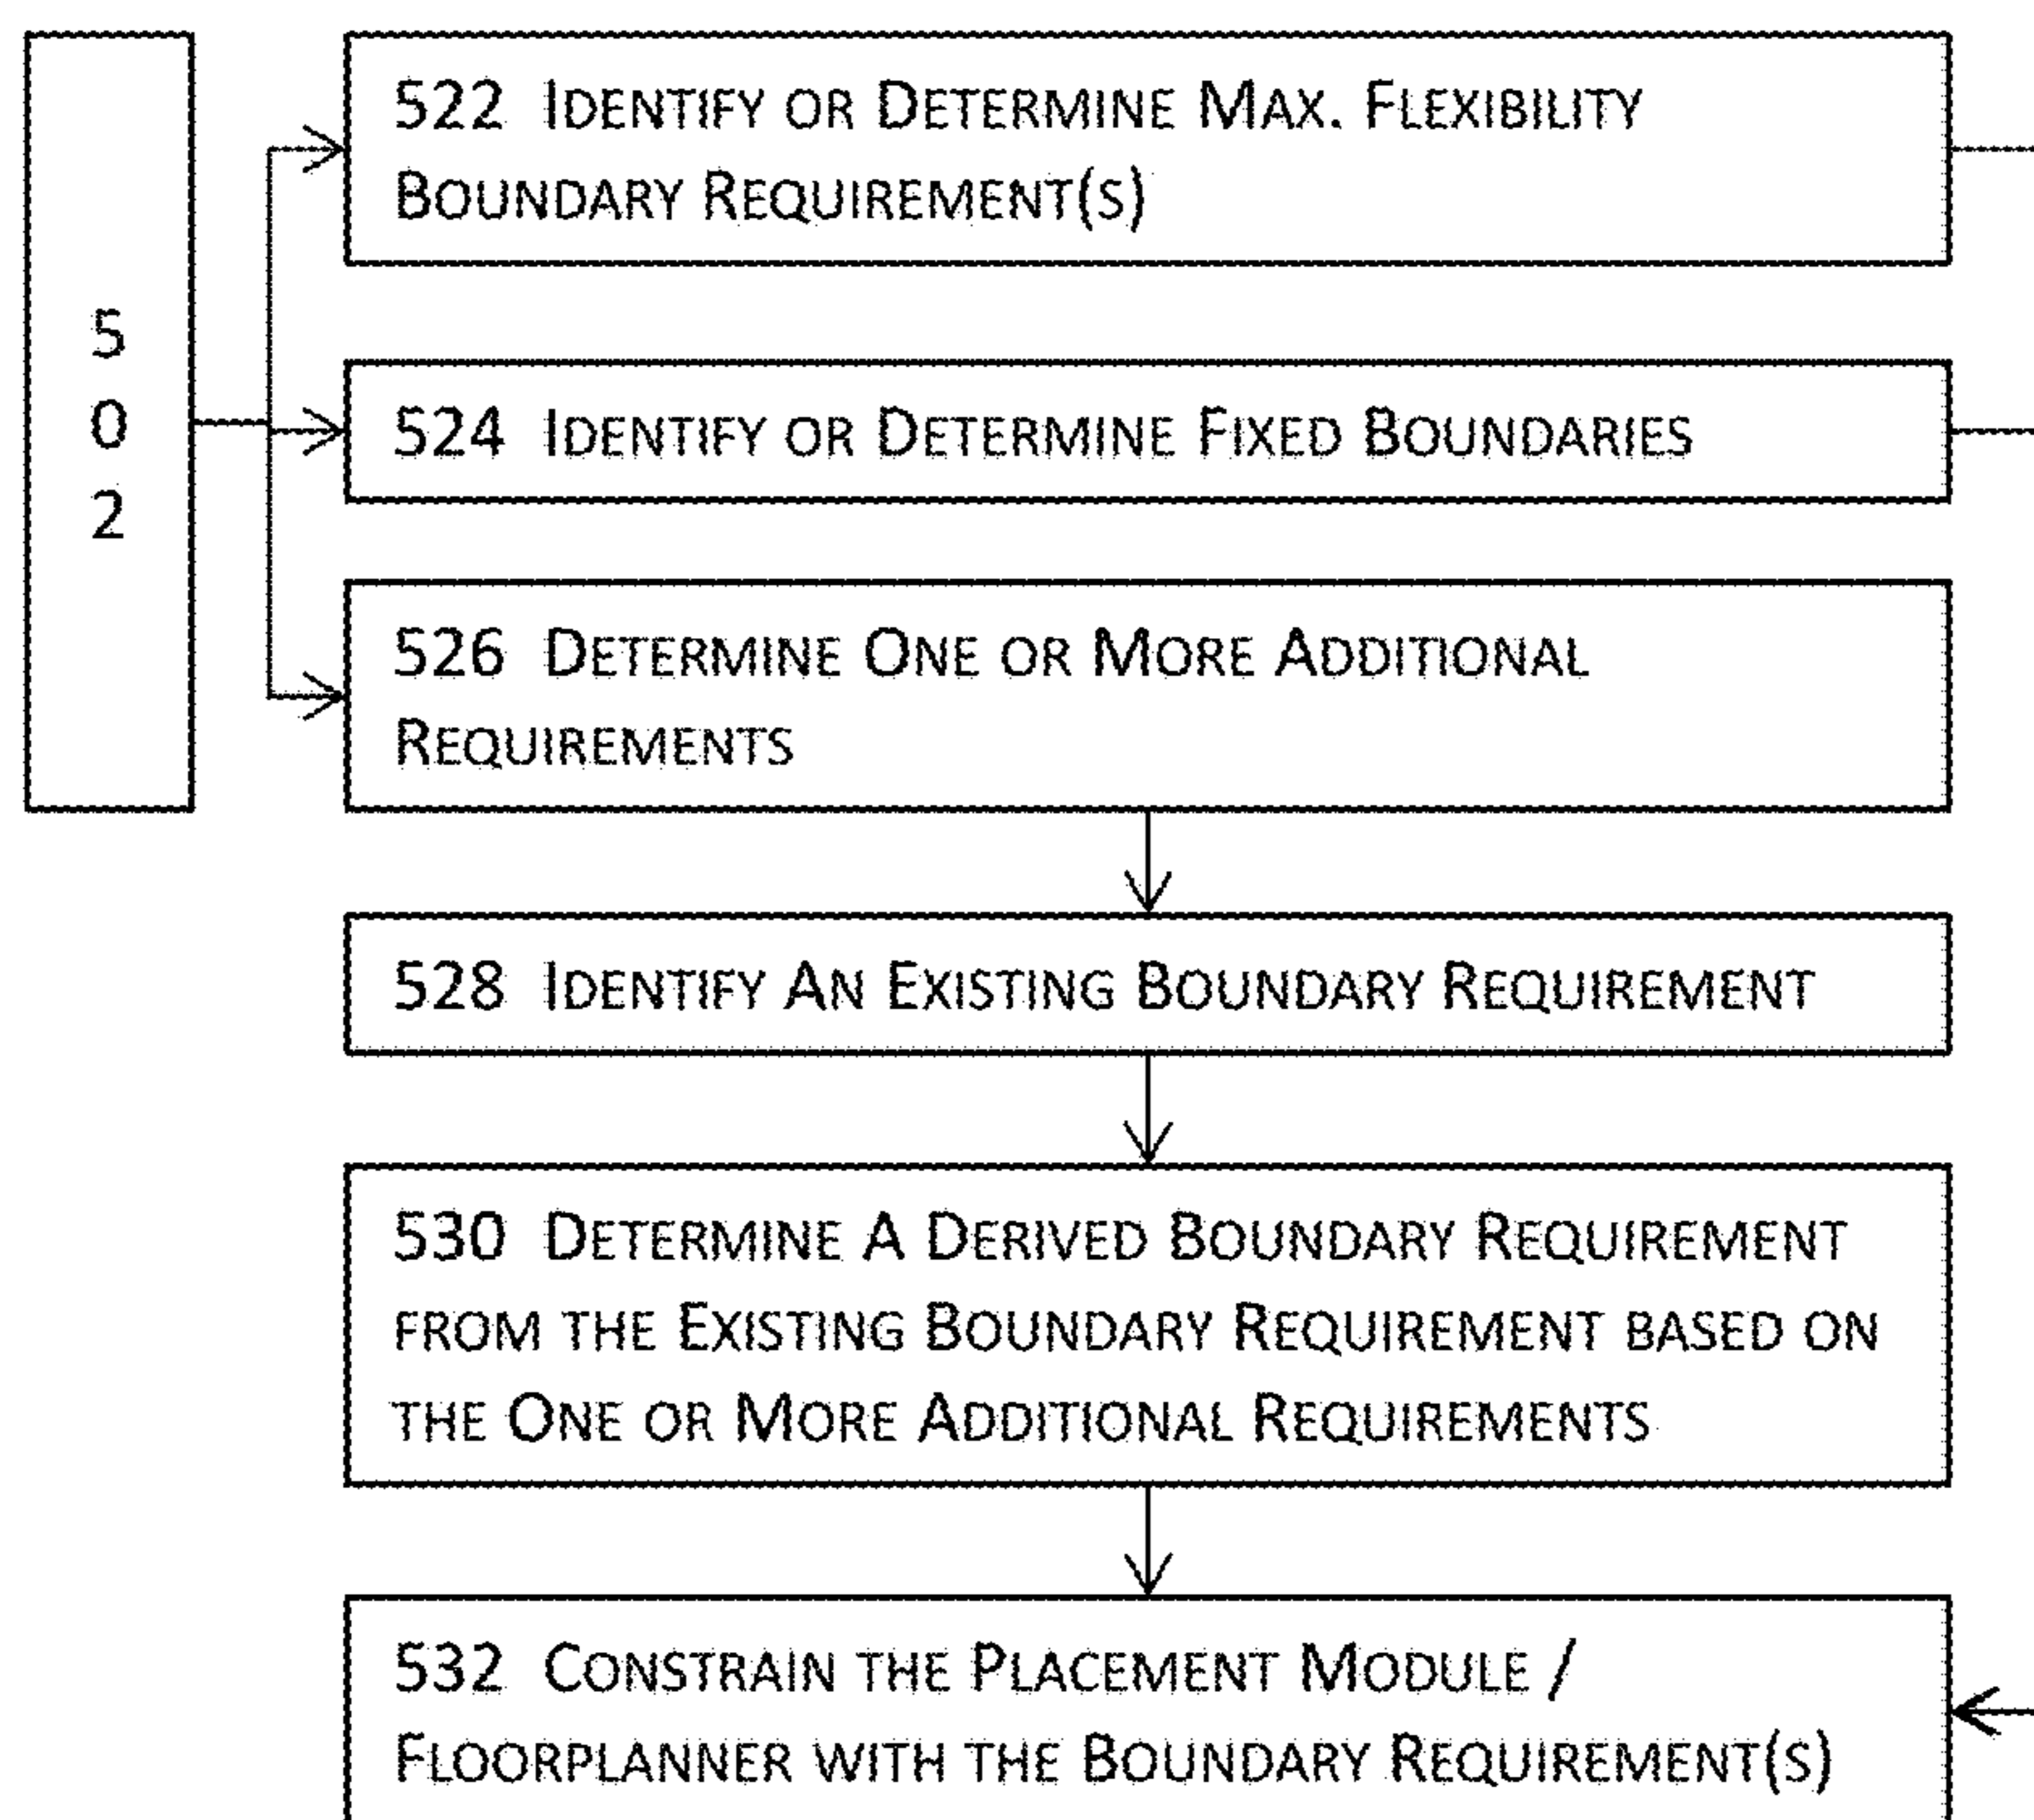 5
0
2
522 IDENTIFY OR DETERMINE MAX. FLEXIBILITY
BOUNDARY REQUIREMENT(S)
524 IDENTIFY OR DETERMINE FIXED BOUNDARIES
526 DETERMINE ONE OR MORE ADDITIONAL
REQUIREMENTS
528 IDENTIFY AN EXISTING BOUNDARY REQUIREMENT
530 DETERMINE A DERIVED BOUNDARY REQUIREMENT
FROM THE EXISTING BOUNDARY REQUIREMENT BASED ON
THE ONE OR MORE ADDITIONAL REQUIREMENTS
532 CONSTRAIN THE PLACEMENT MODULE /
FLOORPLANNER WITH THE BOUNDARY REQUIREMENT(S)